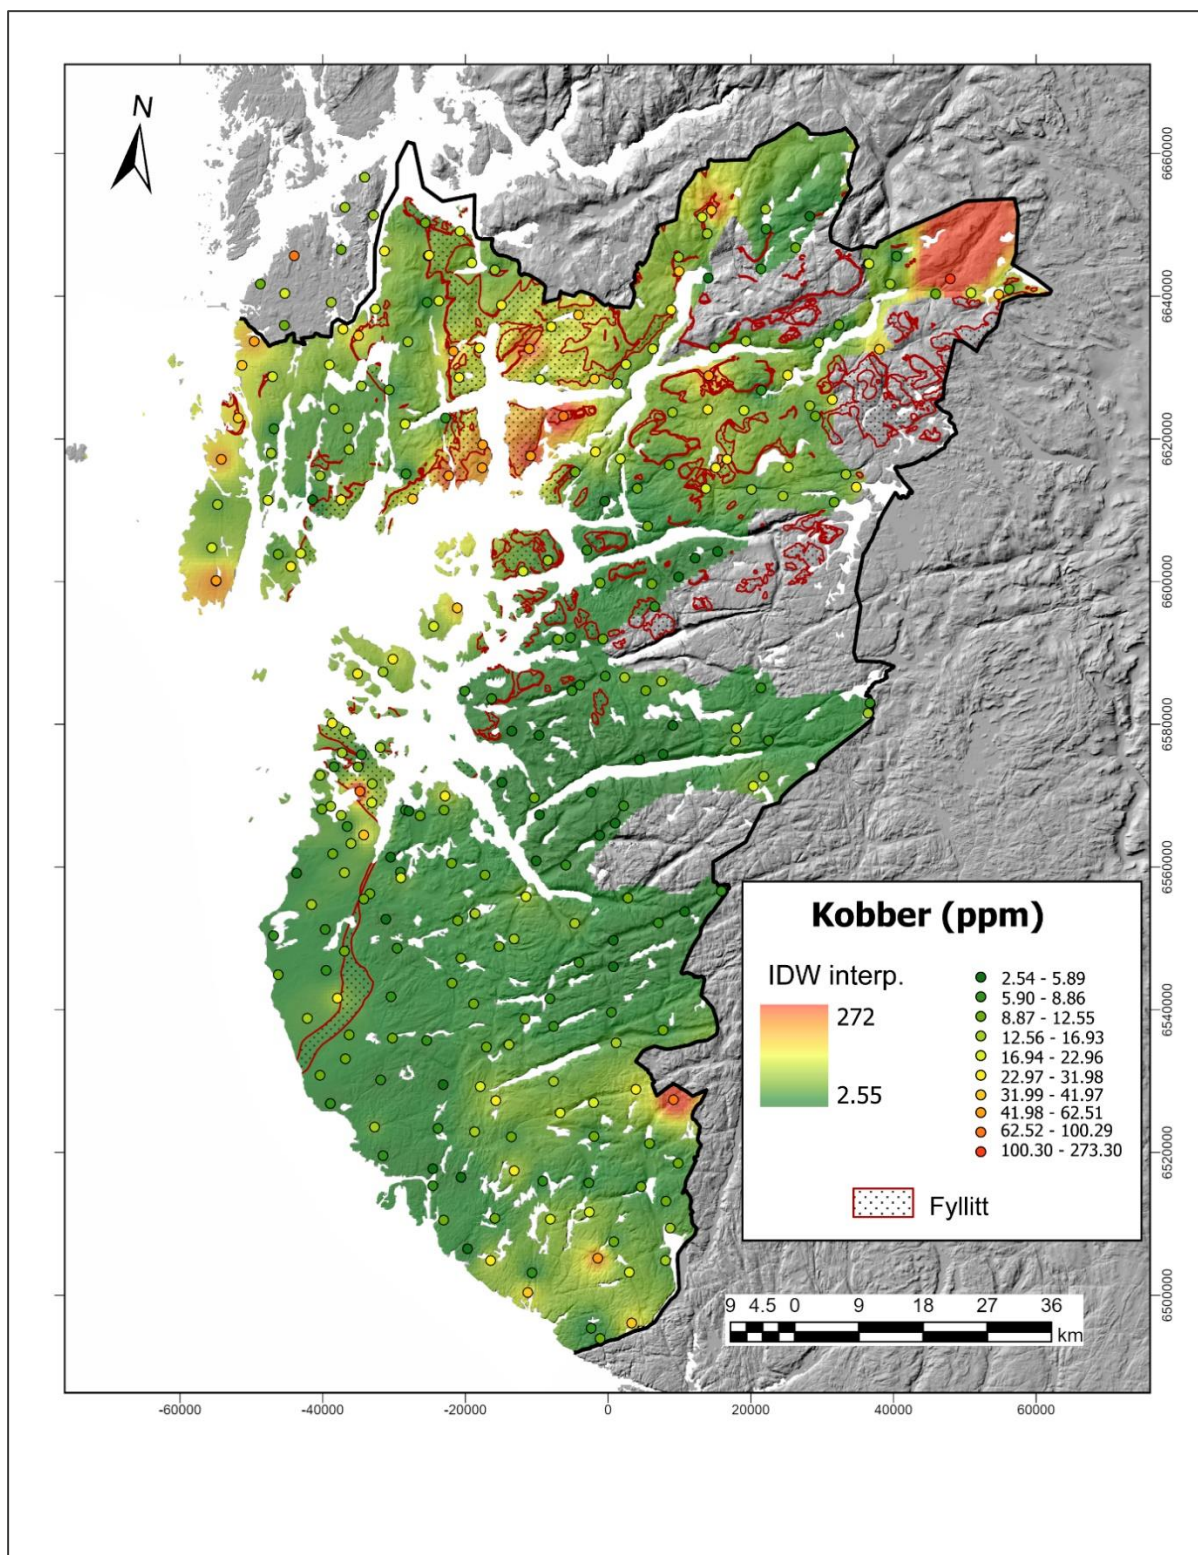 N
6660000
6640000
6620000
6600000
6580000
6560000
6540000
6520000
6500000
Kobber (ppm)
IDW interp.
272
2.55
2.54 - 5.89
5.90 - 8.86
8.87 - 12.55
12.56 - 16.93
16.94 - 22.96
22.97 - 31.98
31.99 - 41.97
41.98 - 62.51
62.52 - 100.29
100.30 - 273.30
Fyllitt
9 4.5 0 9 18 27 36
km
-60000 -40000 -20000 0 20000 40000 60000